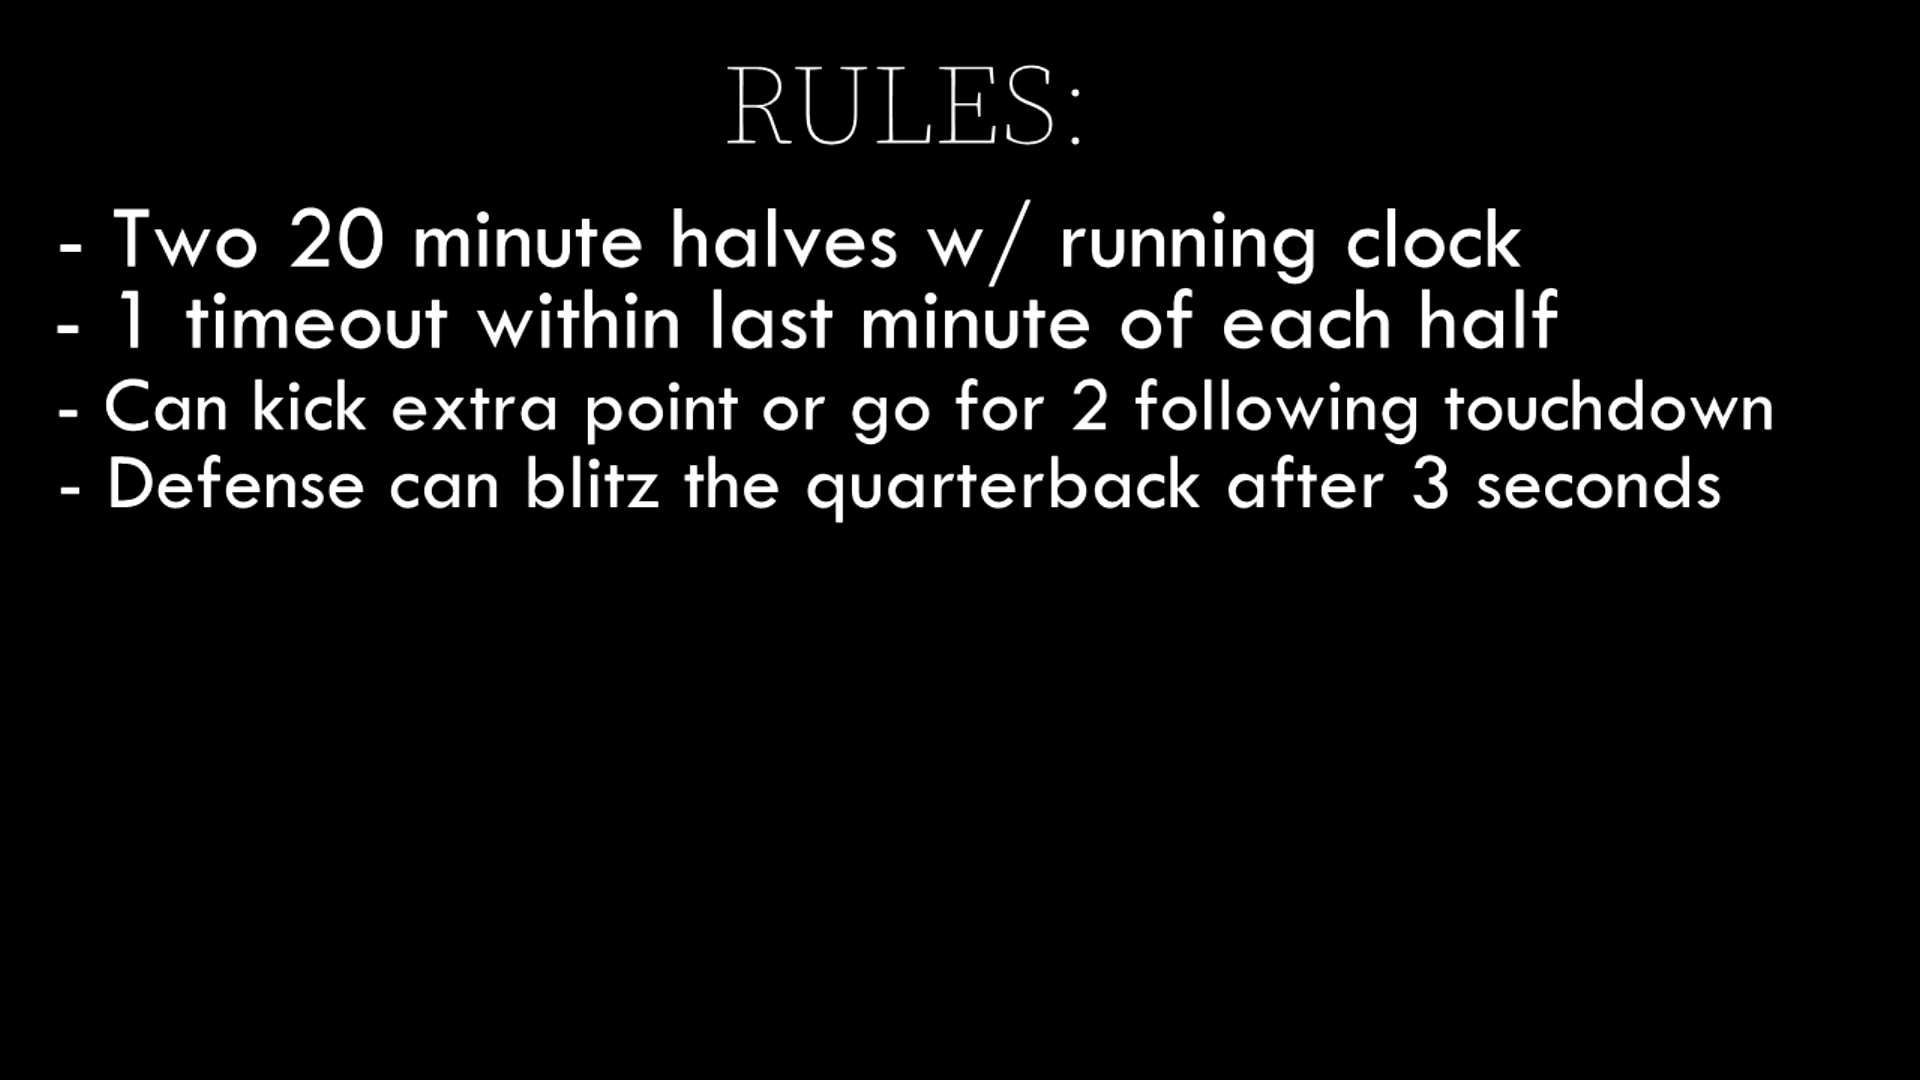 RULES:
- Two 20 minute halves w/ running clock
- 1 timeout within last minute of each half
- Can kick extra point or go for 2 following touchdown
- Defense can blitz the quarterback after 3 seconds